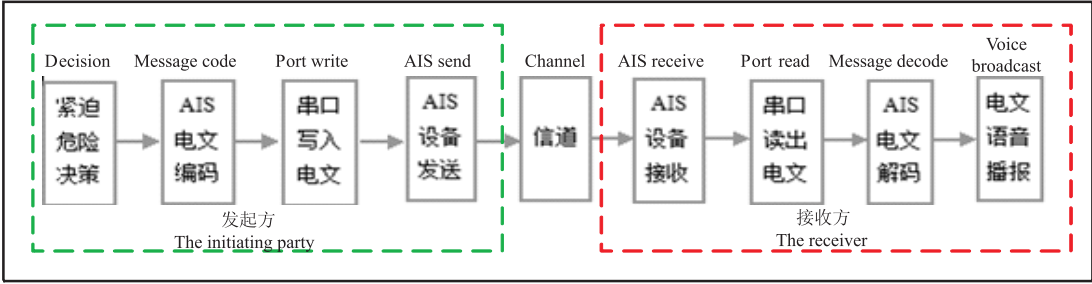 Decision
紧迫
危险
决策
Message code
AIS
电文
编码
Port write
串口
写入
电文
AIS send
AIS
设备
发送
Channel
信道
AIS receive
AIS
设备
接收
Port read
串口
读出
电文
Message decode
AIS
电文
解码
Voice
broadcast
电文
语音
播报
发起方
The initiating party
接收方
The receiver